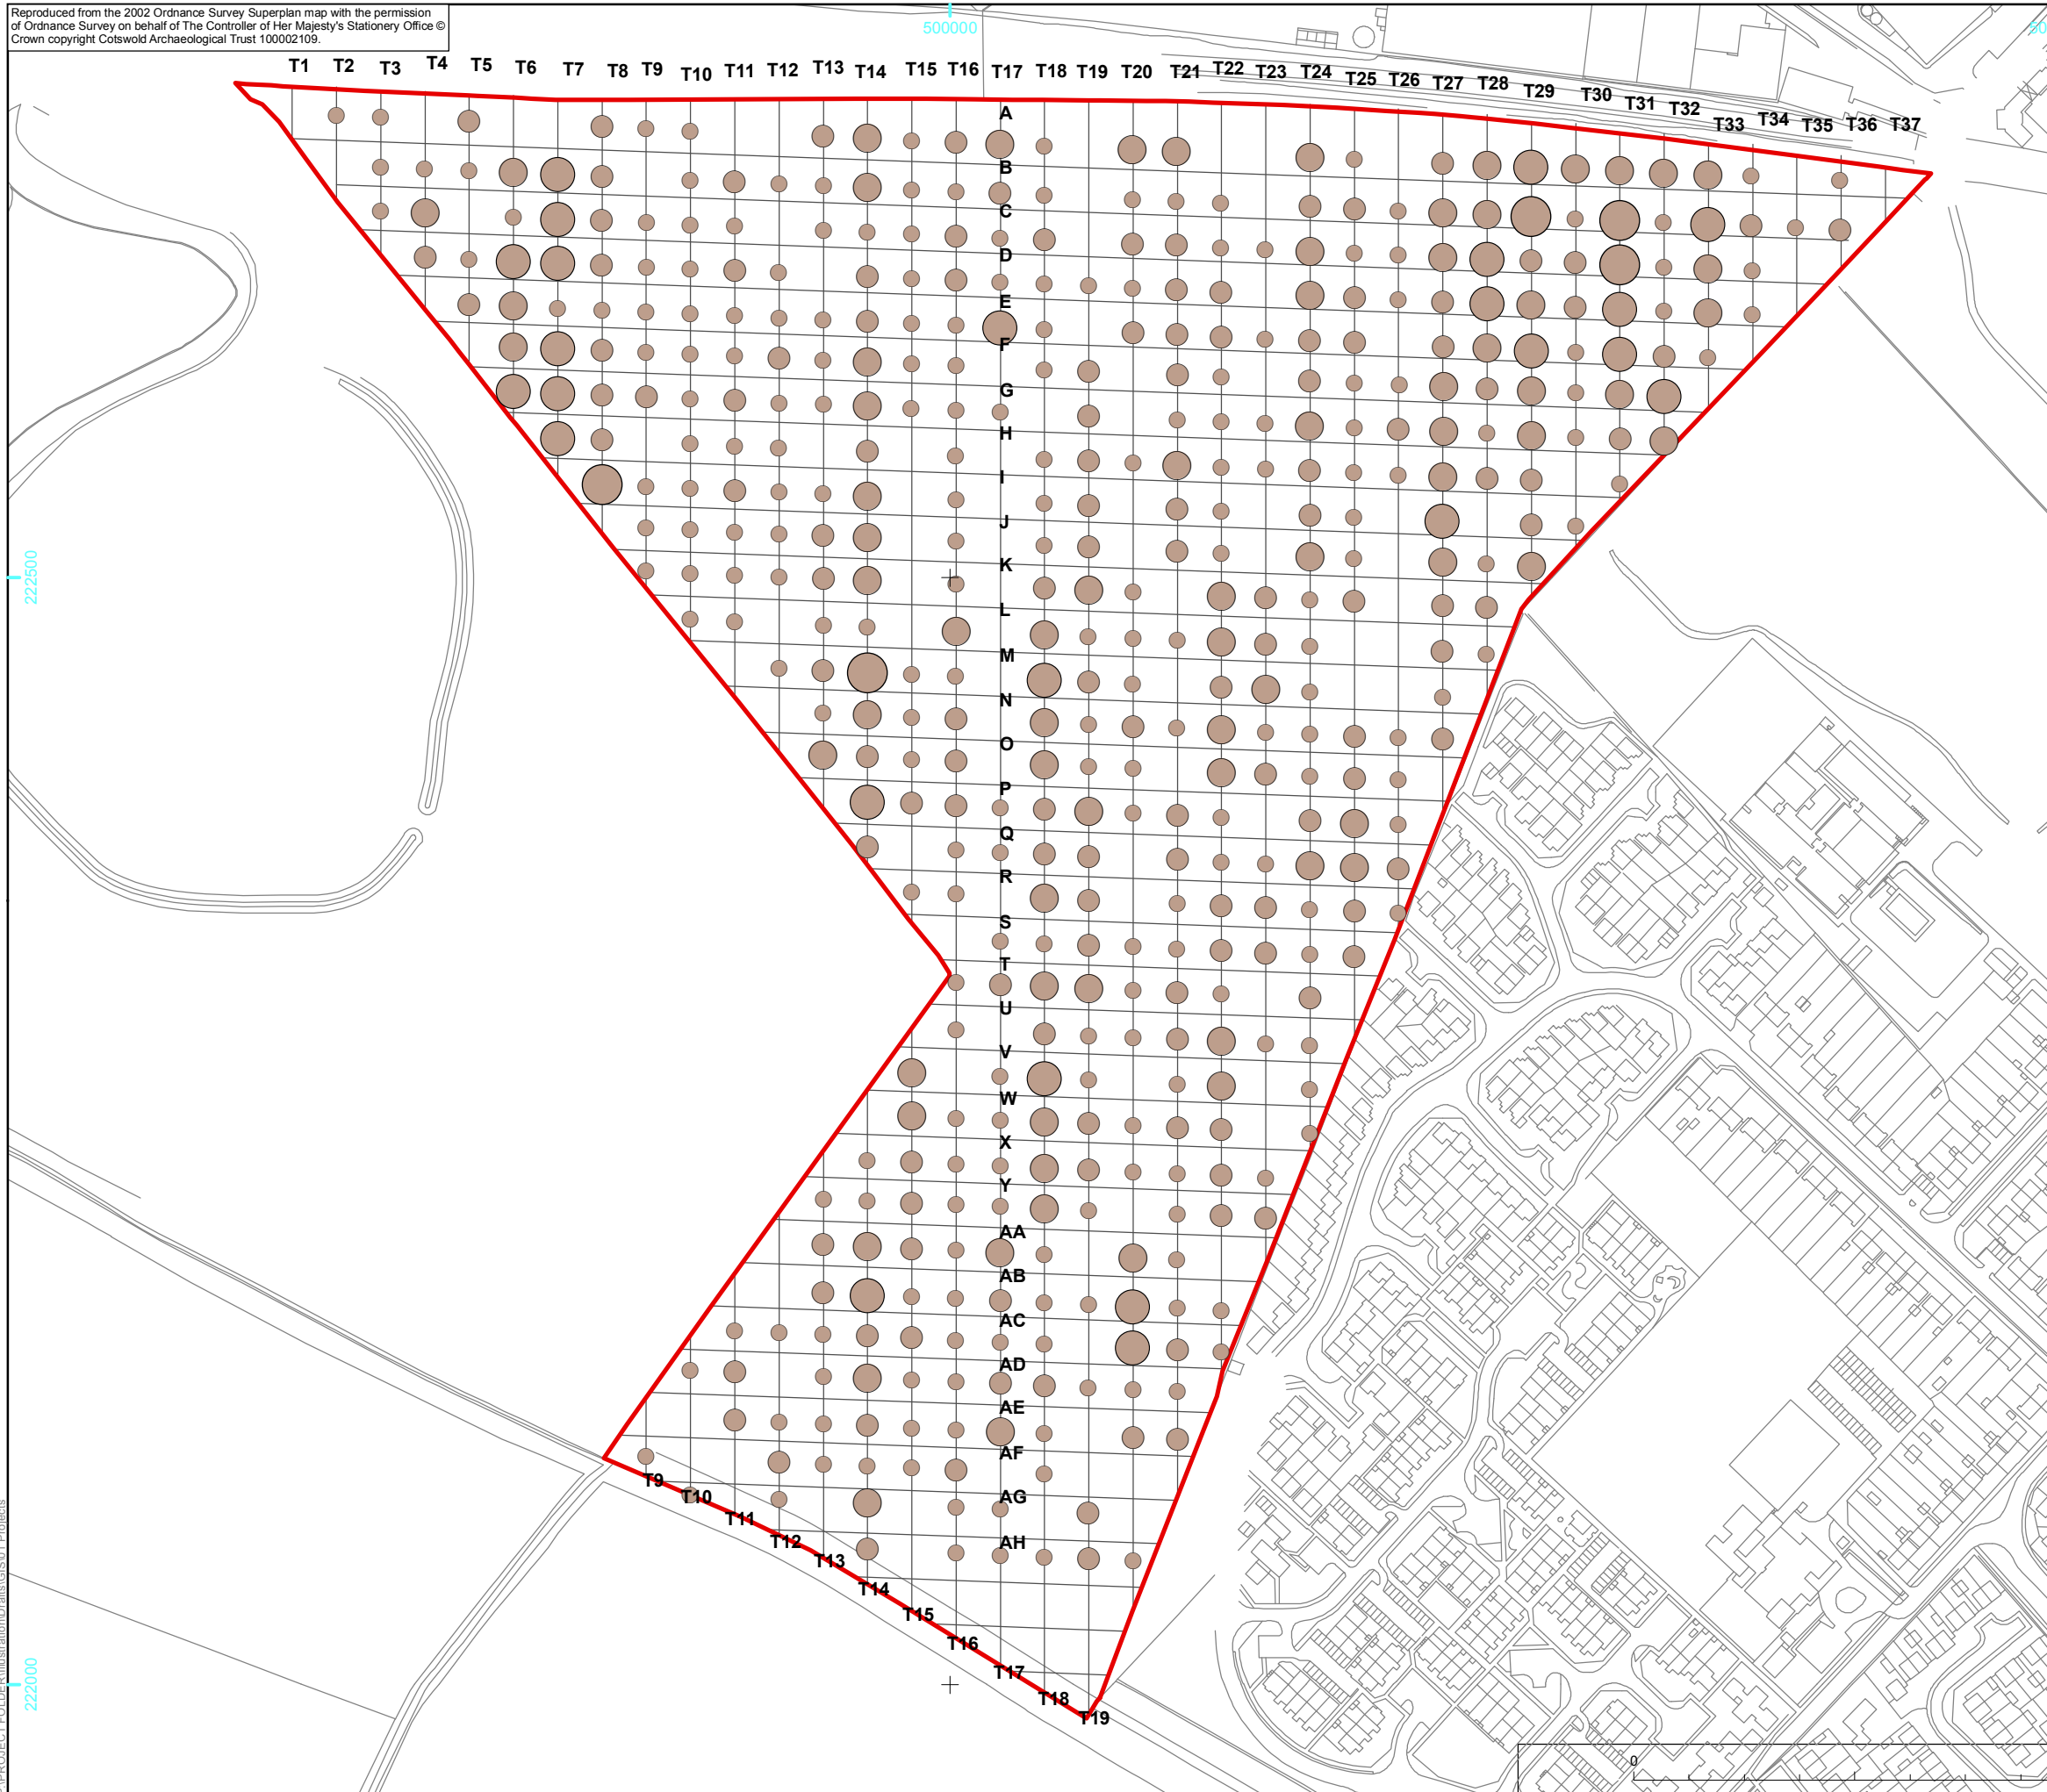 Reproduced from the 2002 Ordnance Survey Superplan map with the permission
of Ordnance Survey on behalf of The Controller of Her Majesty's Stationery Office ©
Crown copyright Cotswold Archaeological Trust 100002109.
500000
T1 T2 T3 T4 T5 T6 T7 T8 T9 T10 T11 T12 T13 T14 T15 T16 T17 T18 T19 T20 T21 T22 T23 T24 T25 T26 T27 T28 T29 T30 T31 T32 T33 T34 T35 T36 T37
A
B
C
D
E
F
G
H
I
J
K
L
M
N
O
P
Q
R
S
T
U
V
W
X
Y
AA
AB
AC
AD
AE
AF
AG
AH
222500
222000
T9
T10
T11
T12
T13
T14
T15
T16
T17
T18
T19
0